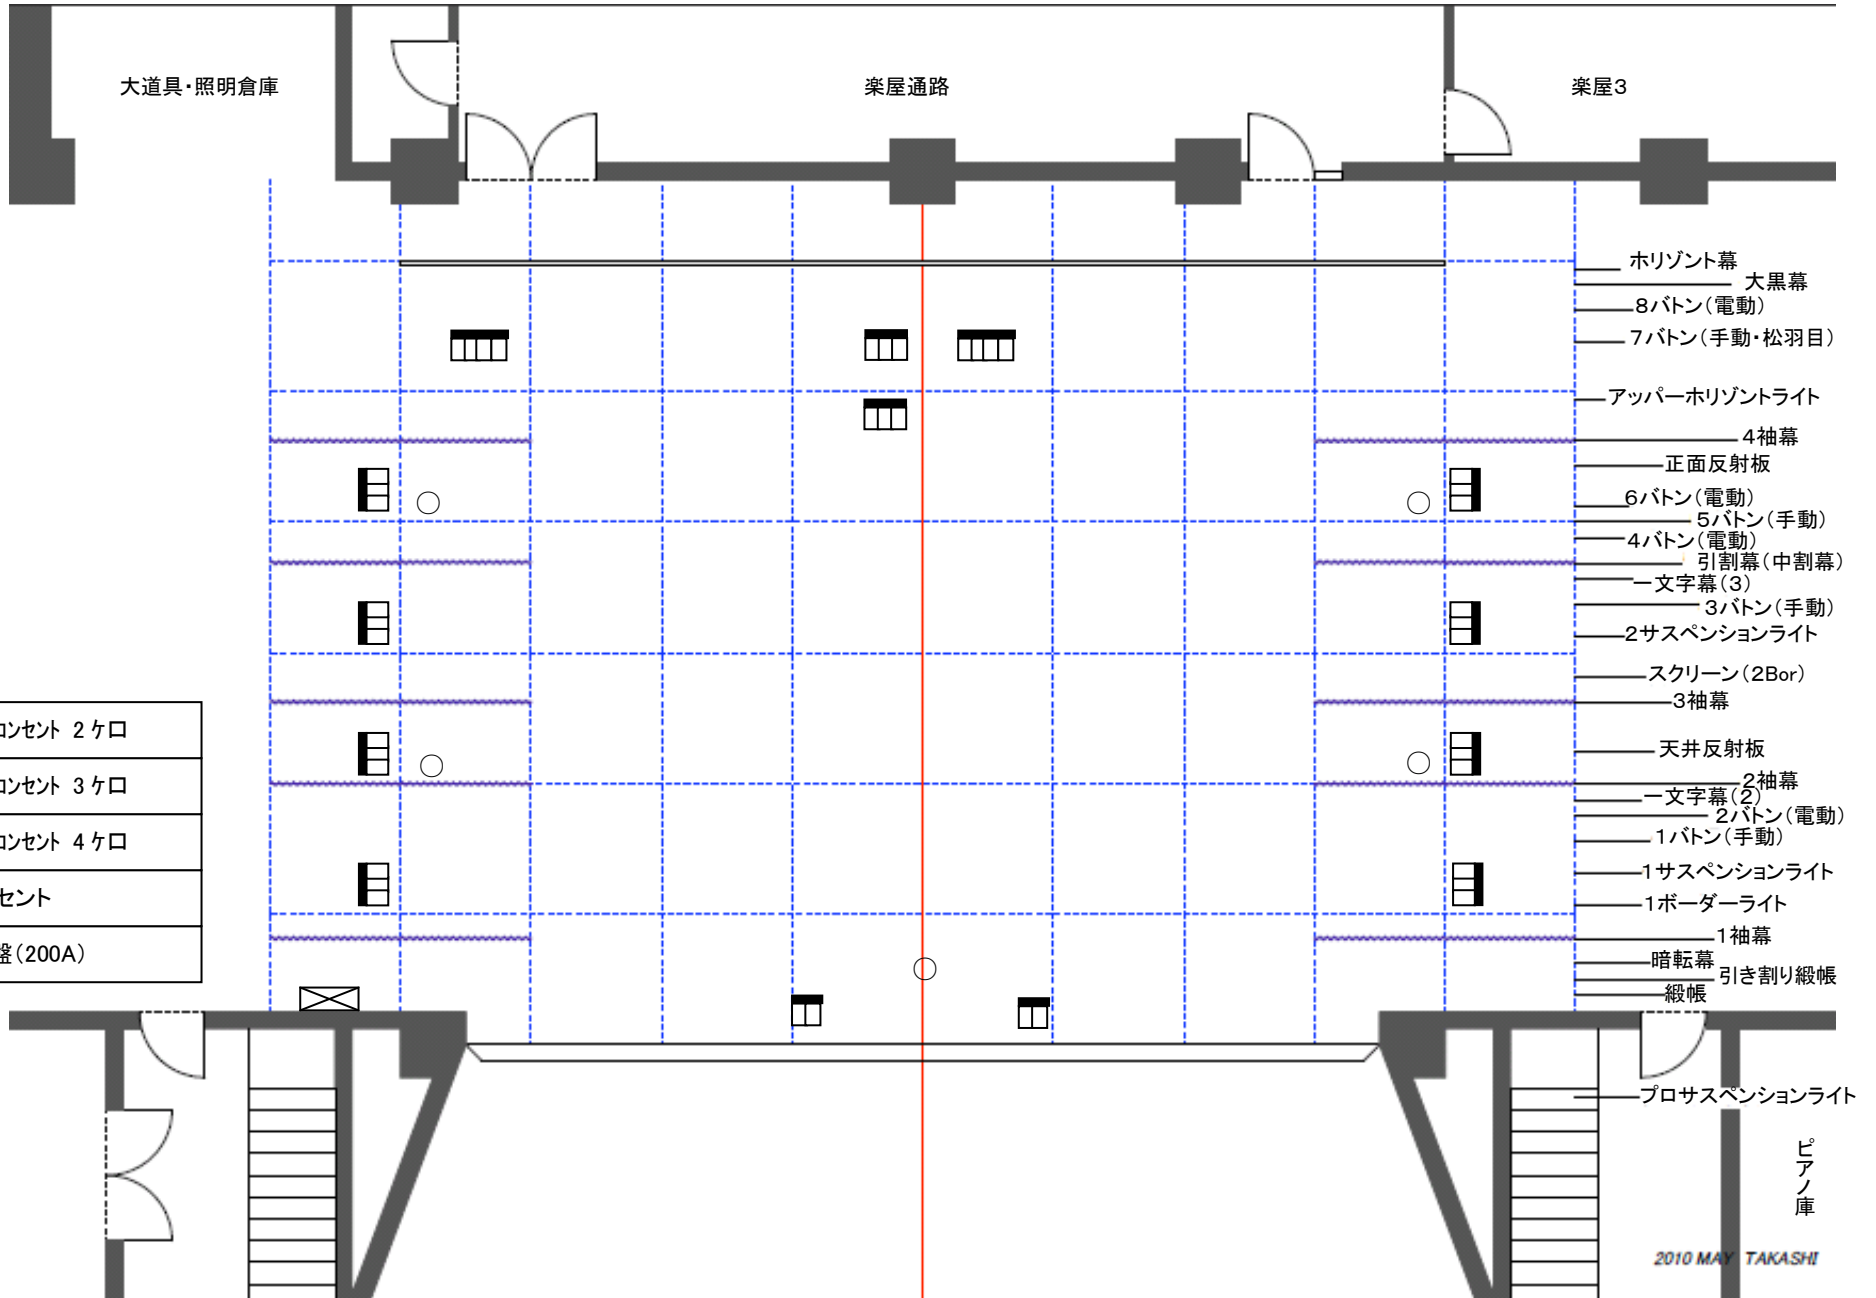 大道具・照明倉庫
楽屋通路
楽屋3
ホリゾント幕
大黒幕
8バトン(電動)
7バトン(手動・松羽目)
アッパーホリゾントライト
4袖幕
正面反射板
6バトン(電動)
5バトン(手動)
4バトン(電動)
引割幕(中割幕)
一文字幕(3)
3バトン(手動)
2サスペンションライト
スクリーン(2Bor)
3袖幕
天井反射板
2袖幕
一文字幕(2)
2バトン(電動)
1バトン(手動)
1サスペンションライト
1ボーダーライト
1袖幕
暗転幕
引き割り緞帳
緞帳
プロサスペンションライト
ピアノ庫
コンセント 2ケ口
コンセント 3ケ口
コンセント 4ケ口
セント
盤(200A)
2010 MAY TAKASHI